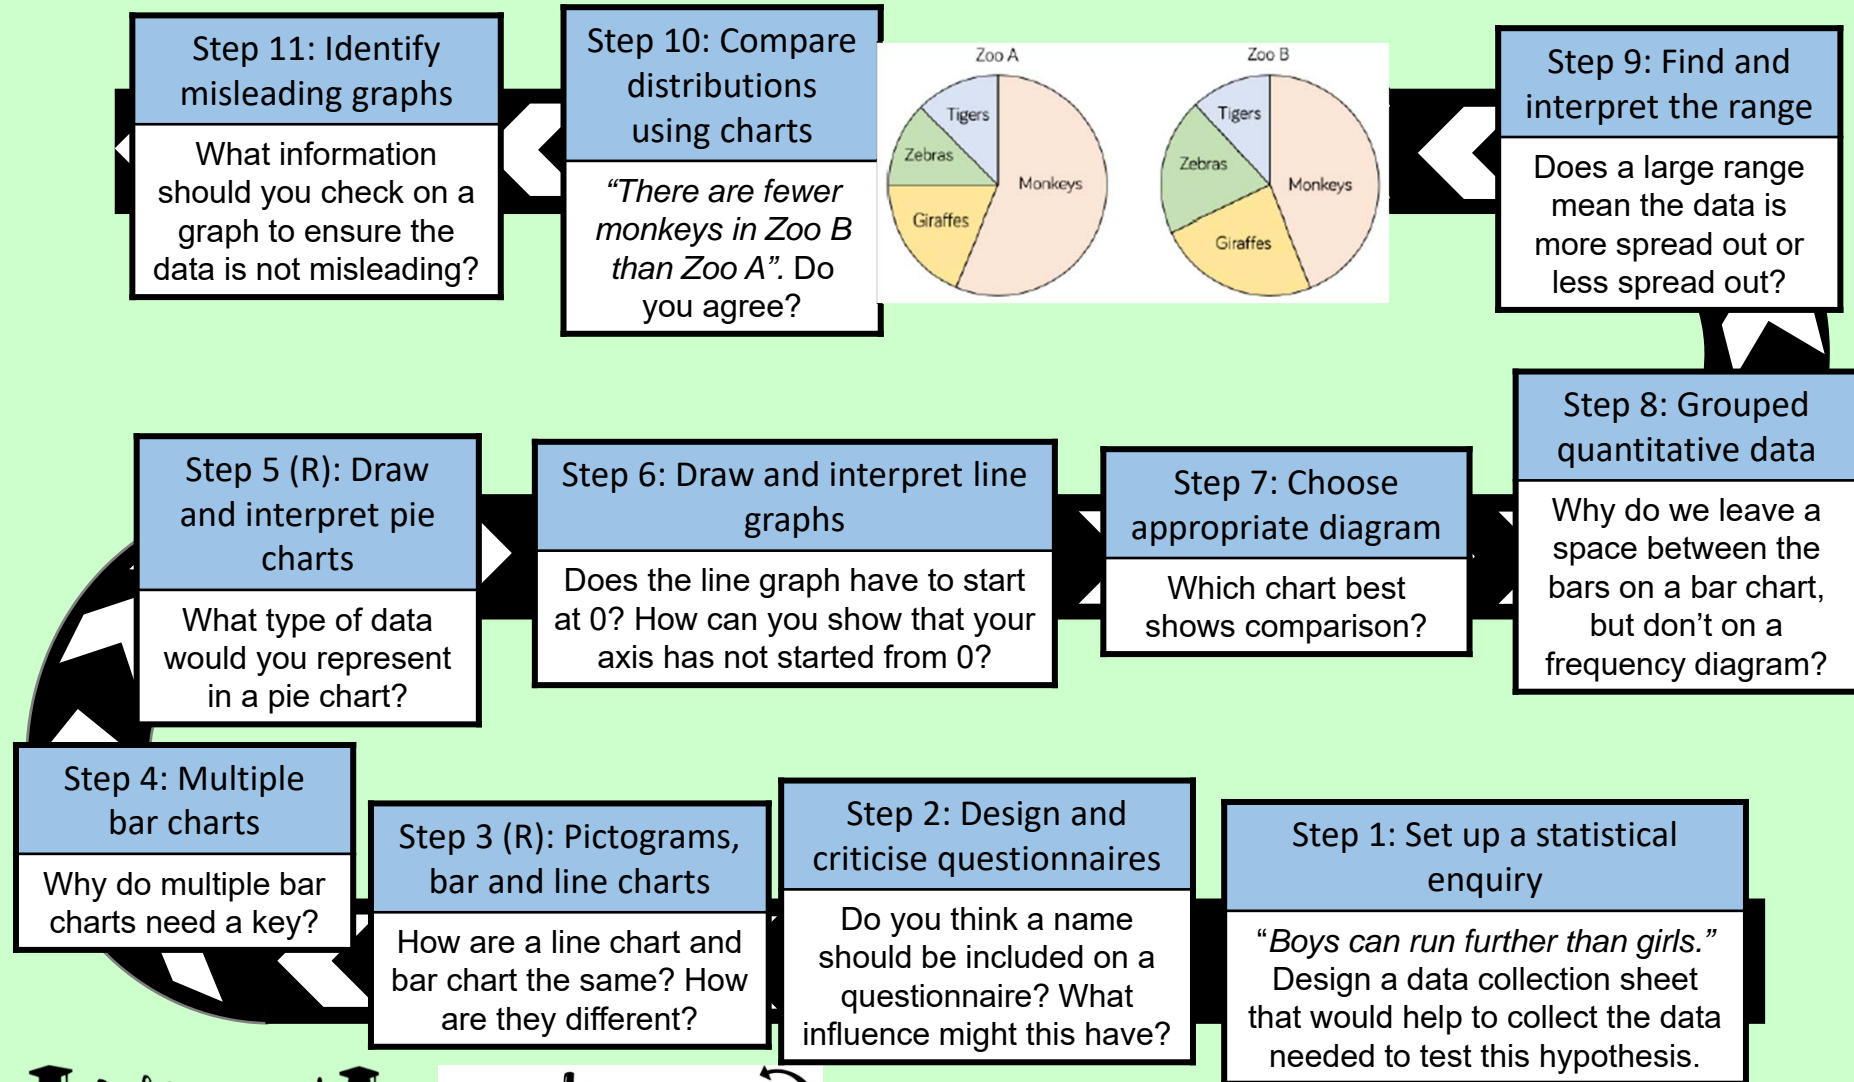 Step 11: Identify
misleading graphs
What information
should you check on a
graph to ensure the
data is not misleading?
Step 10: Compare
distributions
using charts
“There are fewer
monkeys in Zoo B
than Zoo A”. Do
you agree?
Zoo A
Tigers
Zebras
Monkeys
Giraffes
Zoo B
Tigers
Zebras
Monkeys
Giraffes
Step 9: Find and
interpret the range
Does a large range
mean the data is
more spread out or
less spread out?
Step 5 (R): Draw
and interpret pie
charts
What type of data
would you represent
in a pie chart?
Step 6: Draw and interpret line
graphs
Does the line graph have to start
at 0? How can you show that your
axis has not started from 0?
Step 7: Choose
appropriate diagram
Which chart best
shows comparison?
Step 8: Grouped
quantitative data
Why do we leave a
space between the
bars on a bar chart,
but don’t on a
frequency diagram?
Step 4: Multiple
bar charts
Why do multiple bar
charts need a key?
Step 3 (R): Pictograms,
bar and line charts
How are a line chart and
bar chart the same? How
are they different?
Step 2: Design and
criticise questionnaires
Do you think a name
should be included on a
questionnaire? What
influence might this have?
Step 1: Set up a statistical
enquiry
“Boys can run further than girls.”
Design a data collection sheet
that would help to collect the data
needed to test this hypothesis.